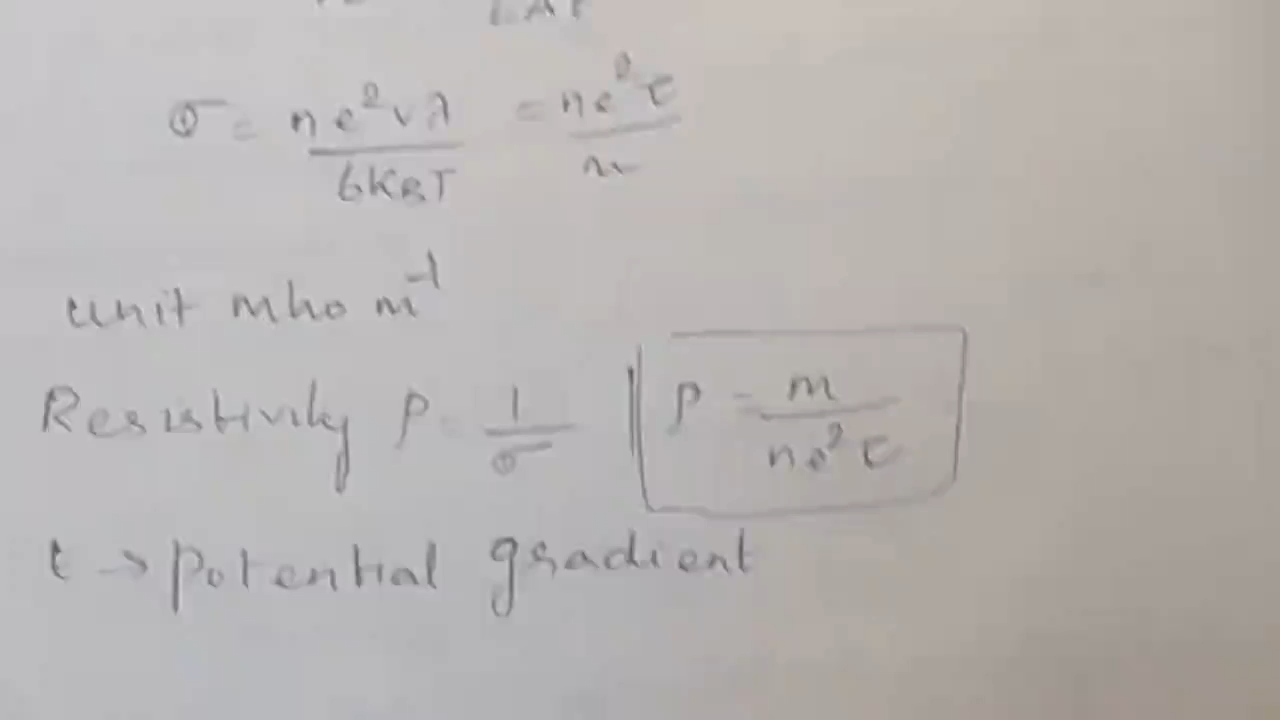 σ = ne²vλ / 6KBT = ne²τ / m
unit mho m⁻¹
Resistivity ρ = 1/σ ρ = m / ne²τ
→ Potential gradient